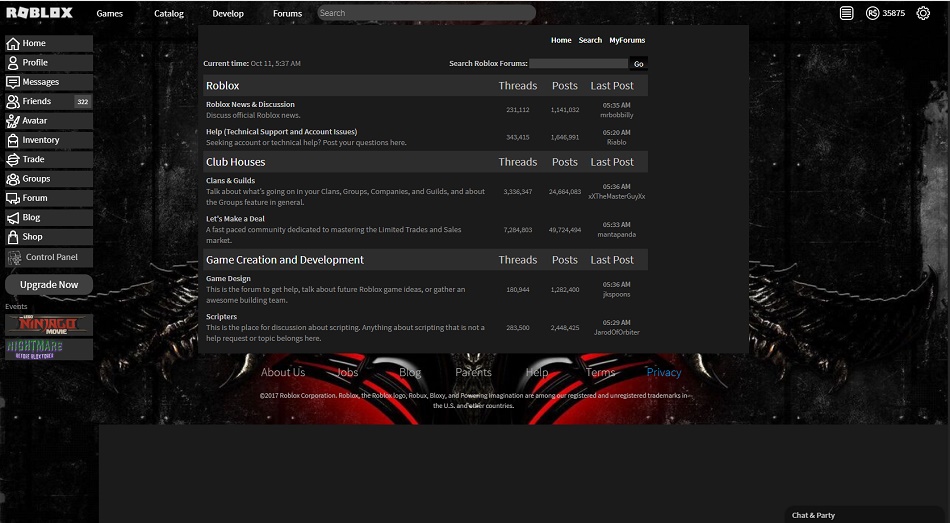 ROBLOX Games Catalog Develop Forums Search R$ 35875
Home
Profile
Messages
Friends 322
Avatar
Inventory
Trade
Groups
Forum
Blog
Shop
Control Panel
Upgrade Now
Events
THE LEGO
NINJAGO
MOVIE
NIGHTMARE
BEFORE BLOXTOBER
Home Search MyForums
Current time: Oct 11, 5:37 AM Search Roblox Forums: Go
Roblox Threads Posts Last Post
Roblox News & Discussion
Discuss official Roblox news.
231,112 1,141,032 05:35 AM
mrbobbilly
Help (Technical Support and Account Issues)
Seeking account or technical help? Post your questions here.
343,415 1,646,991 05:20 AM
Riablo
Club Houses Threads Posts Last Post
Clans & Guilds
Talk about what's going on in your Clans, Groups, Companies, and Guilds, and about
the Groups feature in general.
3,336,347 24,664,083 05:36 AM
xXTheMasterGuyXx
Let's Make a Deal
A fast paced community dedicated to mastering the Limited Trades and Sales
market.
7,284,803 49,724,494 05:33 AM
mantapanda
Game Creation and Development Threads Posts Last Post
Game Design
This is the forum to get help, talk about future Roblox game ideas, or gather an
awesome building team.
180,944 1,282,400 05:36 AM
jkspoons
Scripters
This is the place for discussion about scripting. Anything about scripting that is not a
help request or topic belongs here.
283,500 2,448,425 05:29 AM
JarodOfOrbiter
About Us Jobs Blog Parents Help Terms Privacy
©2017 Roblox Corporation. Roblox, the Roblox logo, Robux, Bloxy, and Powering Imagination are among our registered and unregistered trademarks in
the U.S. and other countries.
Chat & Party